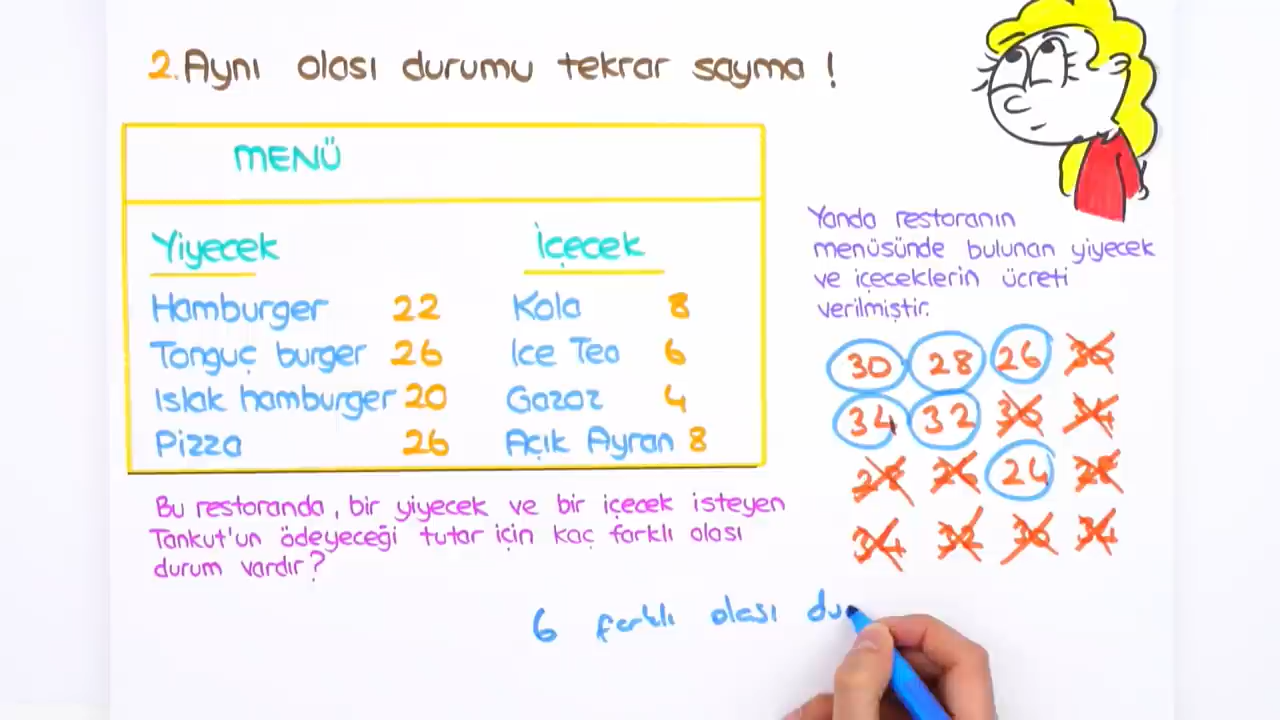 2. Aynı olası durumu tekrar sayma !
MENÜ
Yiyecek İçecek
Hamburger 22 Kola 8
Tonguç burger 26 Ice Tea 6
Islak hamburger 20 Gazoz 4
Pizza 26 Açık Ayran 8
Yanda restoranın
menüsünde bulunan yiyecek
ve içeceklerin ücreti
verilmiştir.
30 28 26 30
34 32 30 34
28 26 24 28
34 32 30 34
Bu restoranda, bir yiyecek ve bir içecek isteyen
Tankut'un ödeyeceği tutar için kaç farklı olası
durum vardır?
6 farklı olası du